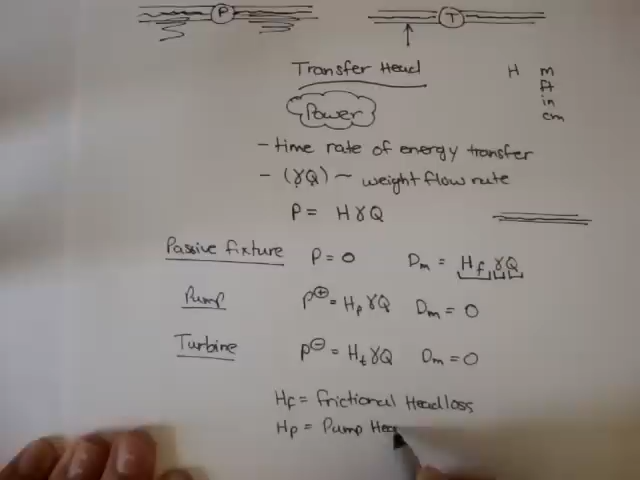 P T
Transfer Head H m
ft
in
cm
Power
- time rate of energy transfer
- (γQ) ~ weight flow rate
P = HγQ
Passive fixture P = 0 Dm = Hf γQ
Pump P⊕ = Hp γQ Dm = 0
Turbine P⊖ = Ht γQ Dm = 0
Hf = Frictional Headloss
Hp = Pump Hea